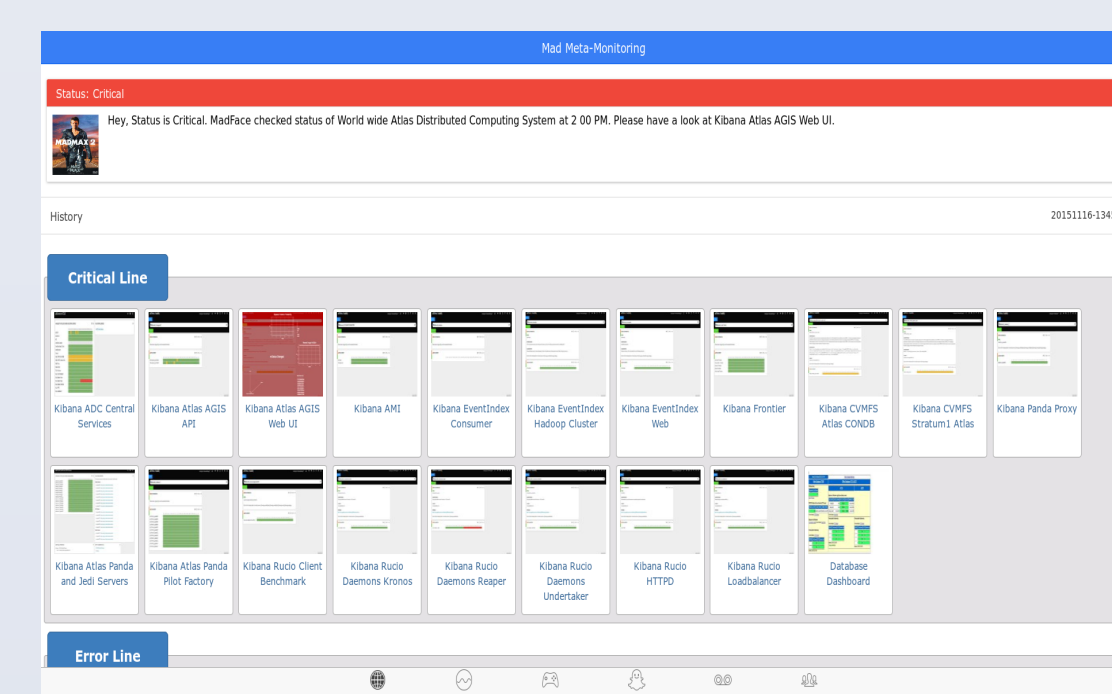 Mad Meta-Monitoring
Status: Critical
Hey, Status is Critical. MadFace checked status of World wide Atlas Distributed Computing System at 2 00 PM. Please have a look at Kibana Atlas AGIS Web UI.
MADMAX 2
History
20151116-134
Critical Line
Kibana ADC Central
Services
Kibana Atlas AGIS
API
Kibana Atlas AGIS
Web UI
Kibana AMI
Kibana EventIndex
Consumer
Kibana EventIndex
Hadoop Cluster
Kibana EventIndex
Web
Kibana Frontier
Kibana CVMFS
Atlas CONDB
Kibana CVMFS
Stratum1 Atlas
Kibana Panda Proxy
Kibana Atlas Panda
and Jedi Servers
Kibana Atlas Panda
Pilot Factory
Kibana Rucio Client
Benchmark
Kibana Rucio
Daemons Kronos
Kibana Rucio
Daemons Reaper
Kibana Rucio
Daemons
Undertaker
Kibana Rucio
HTTPD
Kibana Rucio
Loadbalancer
Database
Dashboard
Error Line